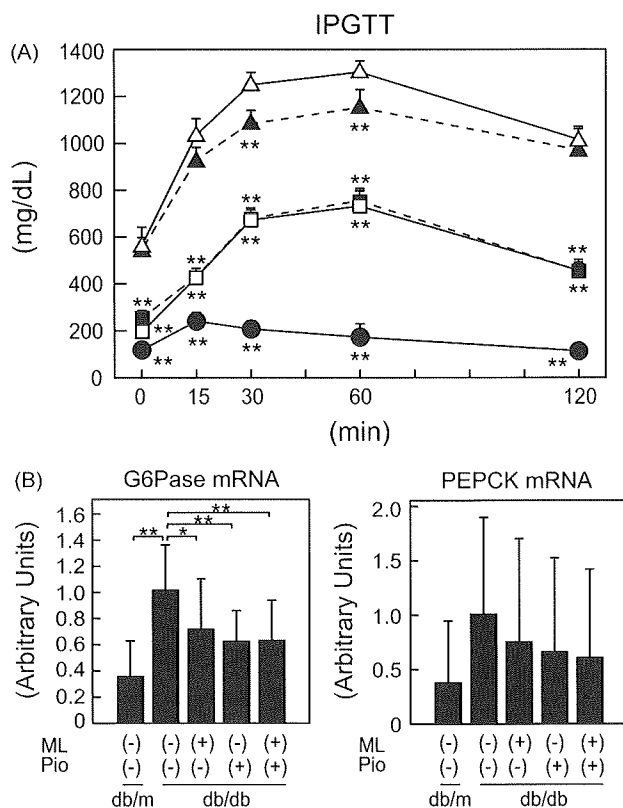 IPGTT
(A)
1400
1200
1000
800
600
400
200
0
(mg/dL)
** **
** ** ** **
** ** ** ** **
** ** ** ** **
0 15 30 60 120
(min)
(B)
G6Pase mRNA
1.6
1.4
1.2
1.0
0.8
0.6
0.4
0.2
0
(Arbitrary Units)
**
**
** *
ML (-) (-) (+) (-) (+)
Pio (-) (-) (-) (+) (+)
db/m db/db
PEPCK mRNA
2.0
1.5
1.0
0.5
0
(Arbitrary Units)
ML (-) (-) (+) (-) (+)
Pio (-) (-) (-) (+) (+)
db/m db/db